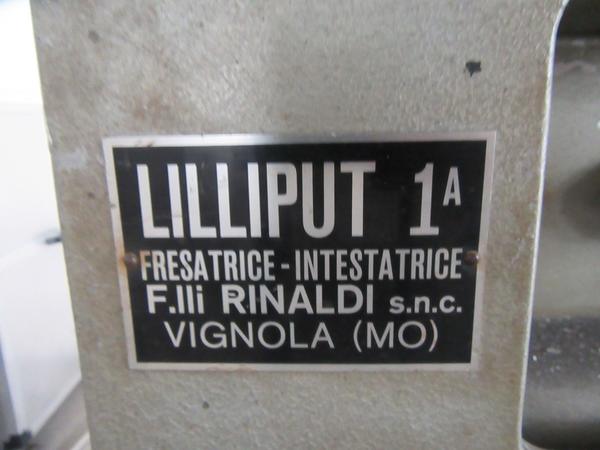 LILLIPUT 1A
FRESATRICE - INTESTATRICE
F.lli RINALDI s.n.c.
VIGNOLA (MO)